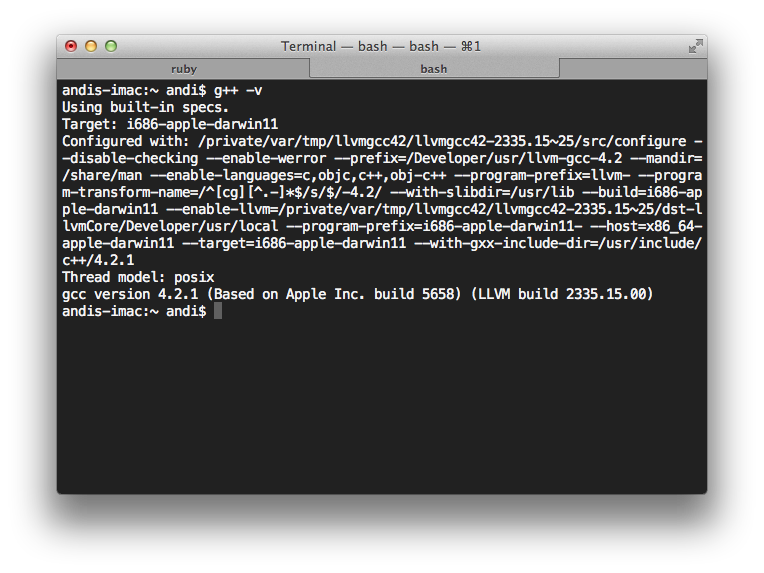 Terminal — bash — bash — ⌘1
ruby
bash
andis-imac:~ andi$ g++ -v
Using built-in specs.
Target: i686-apple-darwin11
Configured with: /private/var/tmp/llvmgcc42/llvmgcc42-2335.15~25/src/configure -
-disable-checking --enable-werror --prefix=/Developer/usr/llvm-gcc-4.2 --mandir=
/share/man --enable-languages=c,objc,c++,obj-c++ --program-prefix=llvm- --progra
m-transform-name=/^[cg][^.-]*$/s/$/-4.2/ --with-slibdir=/usr/lib --build=i686-ap
ple-darwin11 --enable-llvm=/private/var/tmp/llvmgcc42/llvmgcc42-2335.15~25/dst-l
lvmCore/Developer/usr/local --program-prefix=i686-apple-darwin11- --host=x86_64-
apple-darwin11 --target=i686-apple-darwin11 --with-gxx-include-dir=/usr/include/
c++/4.2.1
Thread model: posix
gcc version 4.2.1 (Based on Apple Inc. build 5658) (LLVM build 2335.15.00)
andis-imac:~ andi$